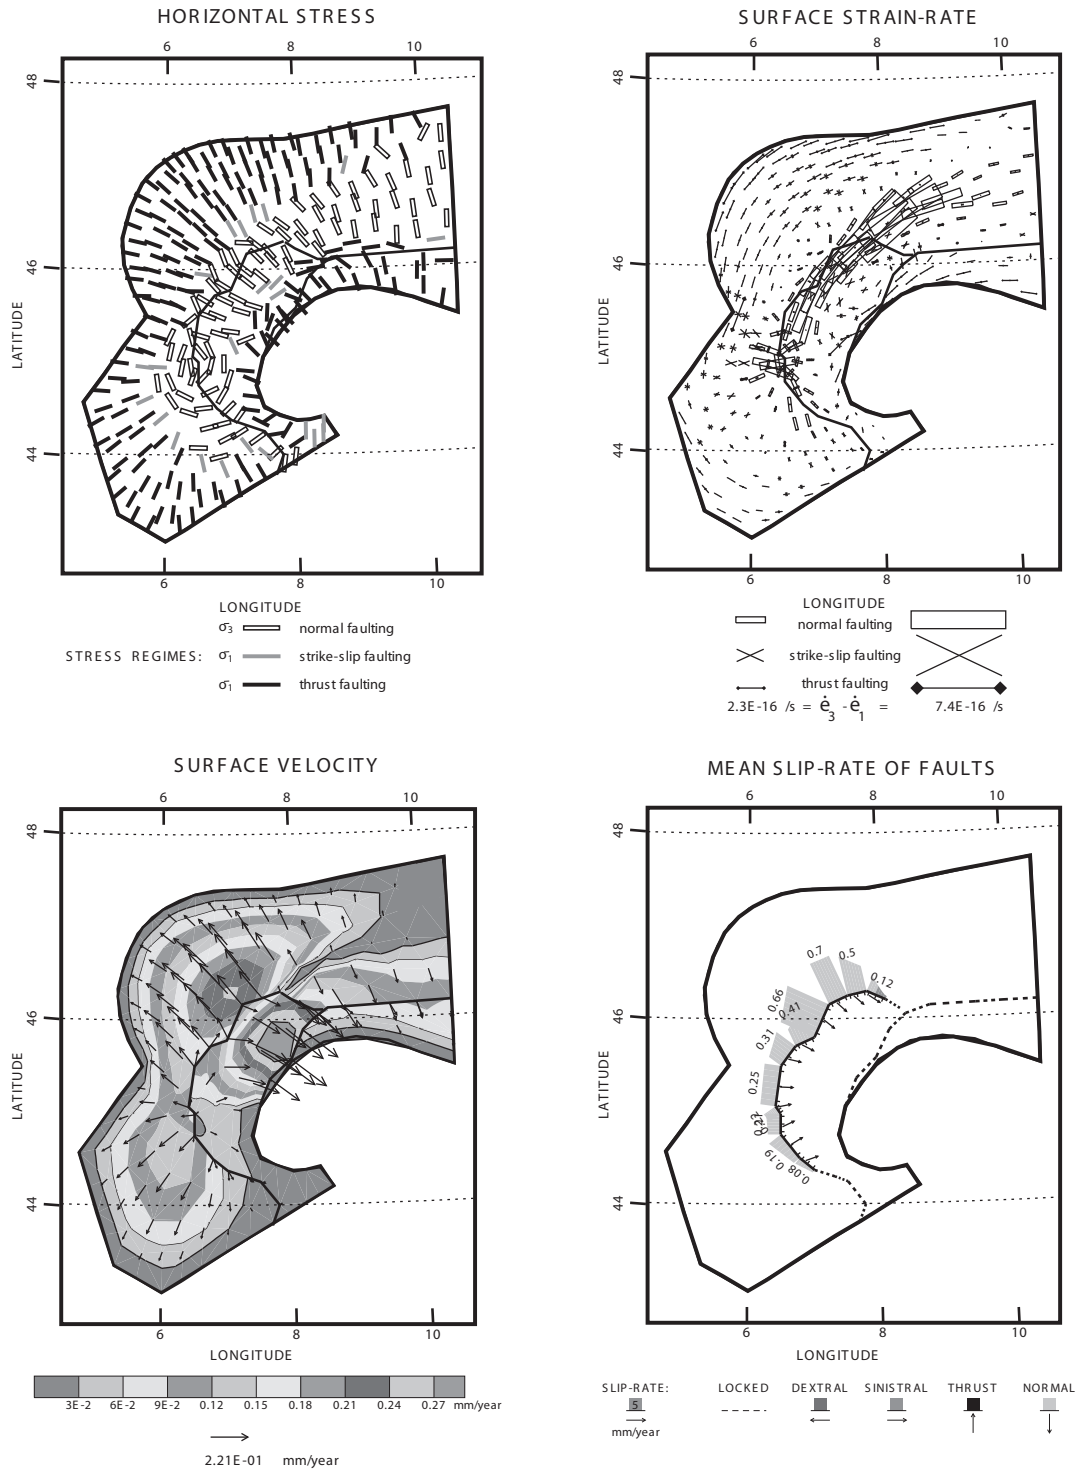 HORIZONTAL STRESS
6 8 10
48
46
44
LATITUDE
6 8 10
LONGITUDE
STRESS REGIMES:
σ3 normal faulting
σ1 strike-slip faulting
σ1 thrust faulting
SURFACE STRAIN-RATE
6 8 10
48
46
44
LATITUDE
6 8 10
LONGITUDE
normal faulting
strike-slip faulting
thrust faulting
2.3E-16 /s = ė3 - ė1 = 7.4E-16 /s
SURFACE VELOCITY
6 8 10
48
46
44
LATITUDE
6 8 10
LONGITUDE
3E-2 6E-2 9E-2 0.12 0.15 0.18 0.21 0.24 0.27 mm/year
2.21E-01 mm/year
MEAN SLIP-RATE OF FAULTS
6 8 10
48
46
44
LATITUDE
0.7
0.5
0.12
0.66
0.41
0.31
0.25
0.19
0.08
6 8 10
LONGITUDE
SLIP-RATE: LOCKED DEXTRAL SINISTRAL THRUST NORMAL
5
mm/year